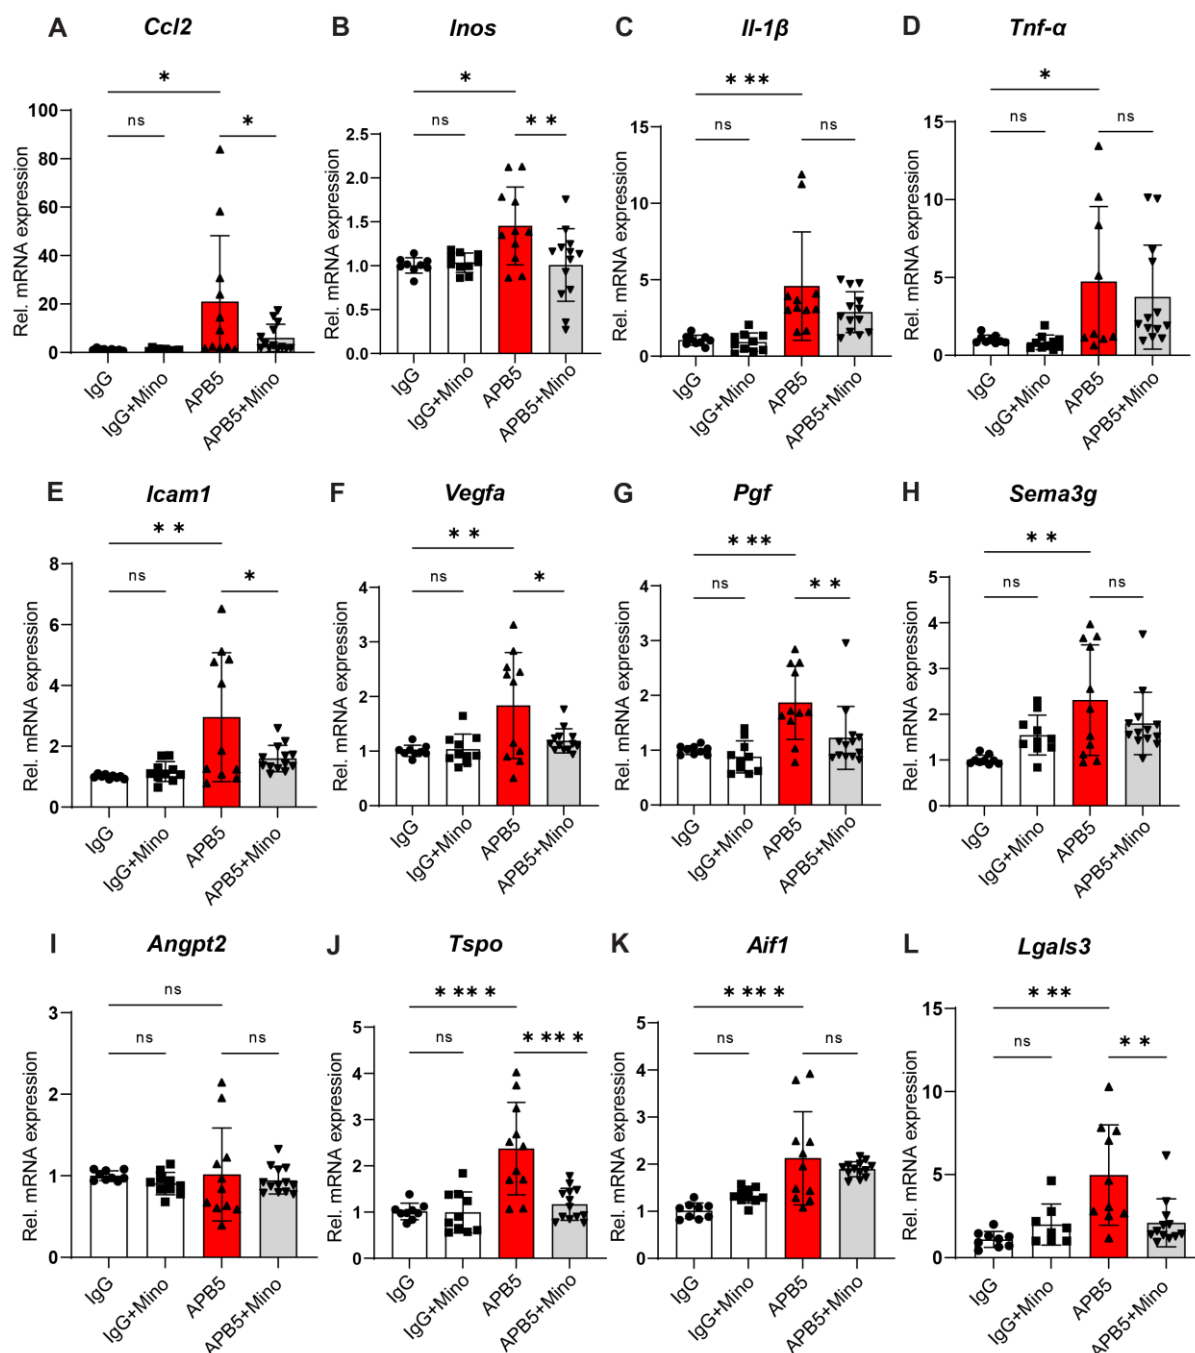 A Ccl2
*
ns *
Rel. mRNA expression
100
80
60
40
20
0
IgG IgG+Mino APB5 APB5+Mino
B Inos
*
ns * *
Rel. mRNA expression
2.5
2.0
1.5
1.0
0.5
0.0
IgG IgG+Mino APB5 APB5+Mino
C Il-1β
* **
ns ns
Rel. mRNA expression
15
10
5
0
IgG IgG+Mino APB5 APB5+Mino
D Tnf-α
*
ns ns
Rel. mRNA expression
15
10
5
0
IgG IgG+Mino APB5 APB5+Mino
E Icam1
* *
ns *
Rel. mRNA expression
8
6
4
2
0
IgG IgG+Mino APB5 APB5+Mino
F Vegfa
* *
ns *
Rel. mRNA expression
4
3
2
1
0
IgG IgG+Mino APB5 APB5+Mino
G Pgf
* **
ns * *
Rel. mRNA expression
4
3
2
1
0
IgG IgG+Mino APB5 APB5+Mino
H Sema3g
* *
ns ns
Rel. mRNA expression
5
4
3
2
1
0
IgG IgG+Mino APB5 APB5+Mino
I Angpt2
ns
ns ns
Rel. mRNA expression
3
2
1
0
IgG IgG+Mino APB5 APB5+Mino
J Tspo
* ** *
ns * ** *
Rel. mRNA expression
5
4
3
2
1
0
IgG IgG+Mino APB5 APB5+Mino
K Aif1
* ** *
ns ns
Rel. mRNA expression
5
4
3
2
1
0
IgG IgG+Mino APB5 APB5+Mino
L Lgals3
* **
ns * *
Rel. mRNA expression
15
10
5
0
IgG IgG+Mino APB5 APB5+Mino